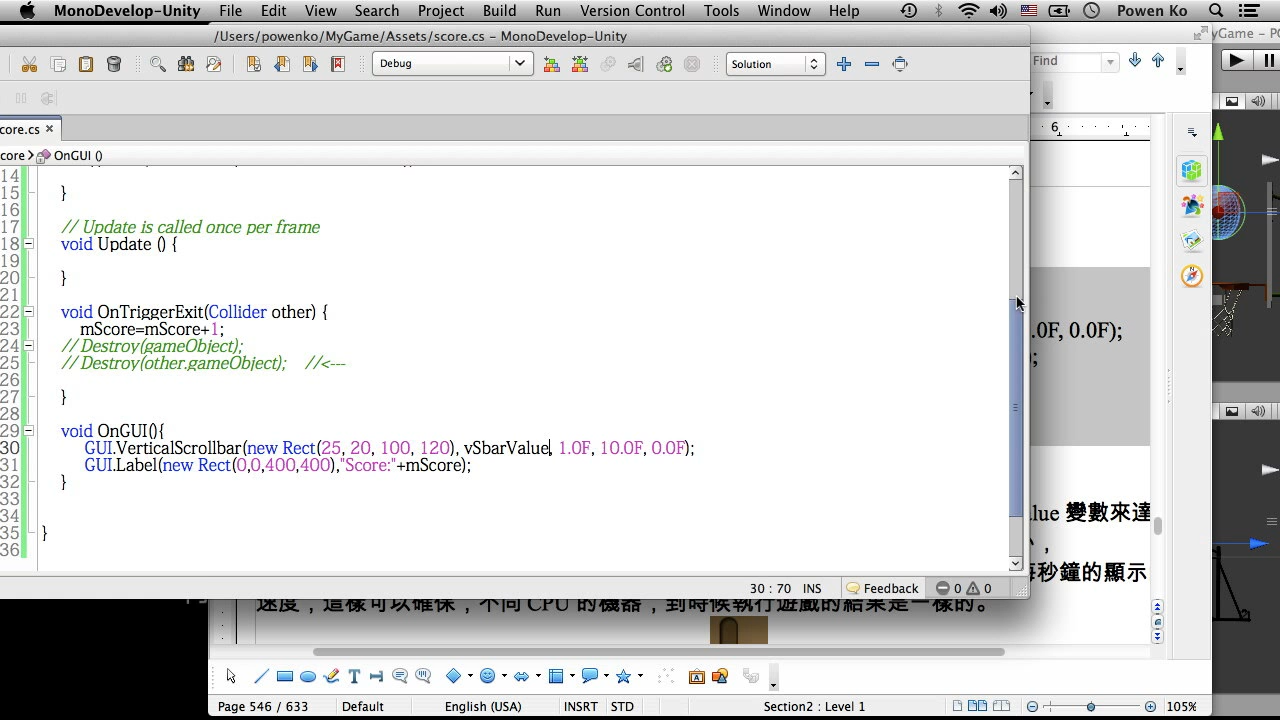 MonoDevelop-Unity File Edit View Search Project Build Run Version Control Tools Window Help Powen Ko
/Users/powenko/MyGame/Assets/score.cs – MonoDevelop-Unity
yGame - P
Debug
Solution
Find
core.cs
6
core OnGUI ()
14
15 }
16
17 // Update is called once per frame
18 void Update () {
19
20 }
21
22 void OnTriggerExit(Collider other) {
23 mScore=mScore+1;
24 // Destroy(gameObject);
25 // Destroy(other.gameObject); //<---
26
27 }
28
29 void OnGUI(){
30 GUI.VerticalScrollbar(new Rect(25, 20, 100, 120), vSbarValue, 1.0F, 10.0F, 0.0F);
31 GUI.Label(new Rect(0,0,400,400),"Score:"+mScore);
32 }
33
34
35 }
36
.0F, 0.0F);
);
lue 變數來達
每秒鐘的顯示
30 : 70 INS Feedback 0 0
速度，這樣可以確保，不同 CPU 的機器，到時候執行遊戲的結果是一樣的。
Page 546 / 633 Default English (USA) INSRT STD Section2 : Level 1 105%